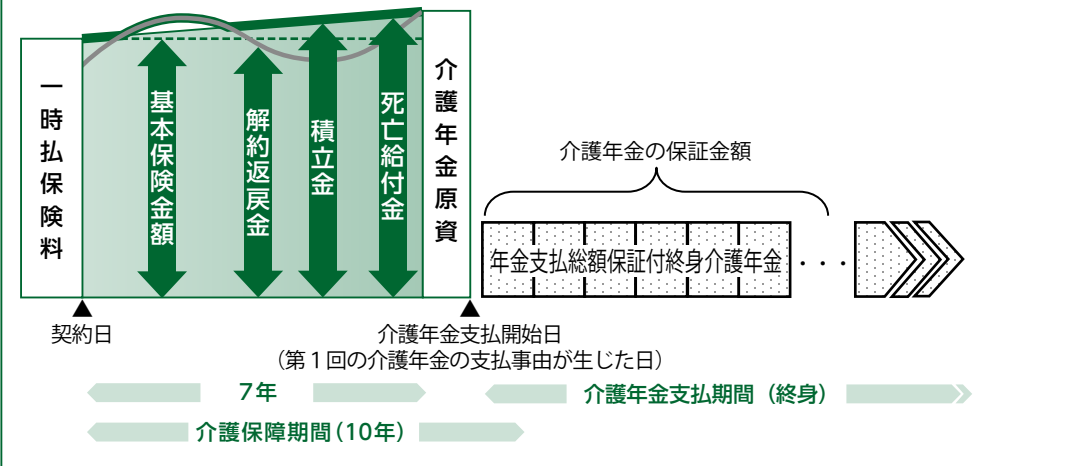 一時払保険料
基本保険金額
解約返戻金
積立金
死亡給付金
介護年金原資
介護年金の保証金額
年金支払総額保証付終身介護年金
・・・
契約日
介護年金支払開始日
（第１回の介護年金の支払事由が生じた日）
7年
介護年金支払期間（終身）
介護保障期間（10年）